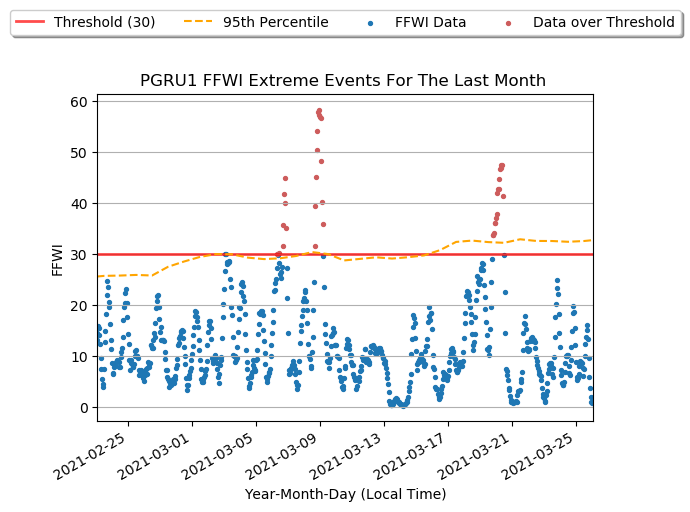 Threshold (30) 95th Percentile FFWI Data Data over Threshold
PGRU1 FFWI Extreme Events For The Last Month
60
50
40
30
20
10
0
FFWI
2021-02-25 2021-03-01 2021-03-05 2021-03-09 2021-03-13 2021-03-17 2021-03-21 2021-03-25
Year-Month-Day (Local Time)